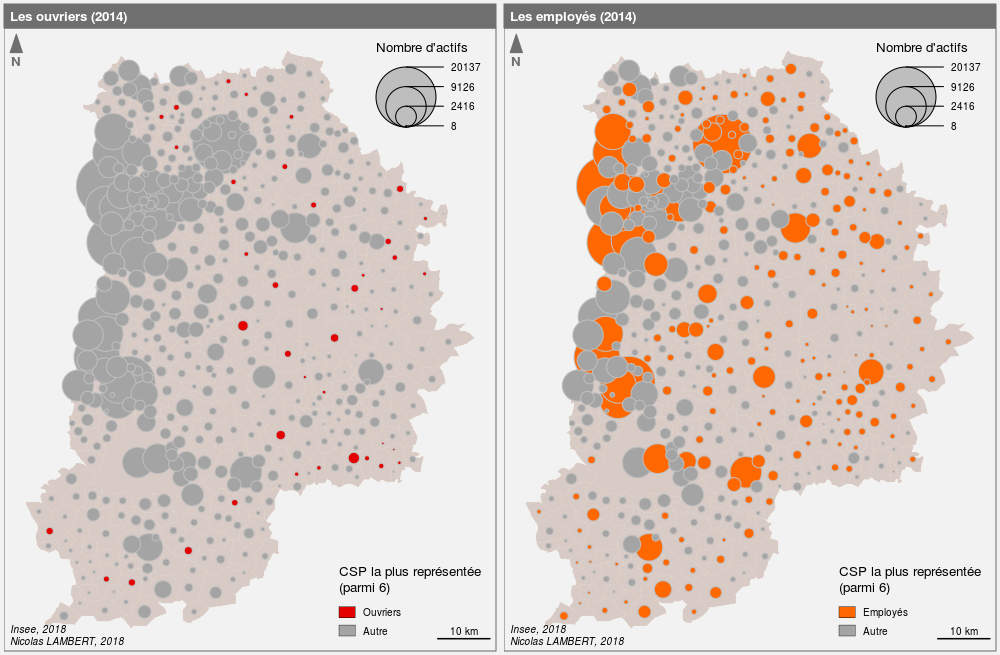 Les ouvriers (2014)
N
Nombre d'actifs
20137
9126
2416
8
CSP la plus représentée
(parmi 6)
Ouvriers
Autre
Insee, 2018
Nicolas LAMBERT, 2018
10 km
Les employés (2014)
N
Nombre d'actifs
20137
9126
2416
8
CSP la plus représentée
(parmi 6)
Employés
Autre
Insee, 2018
Nicolas LAMBERT, 2018
10 km